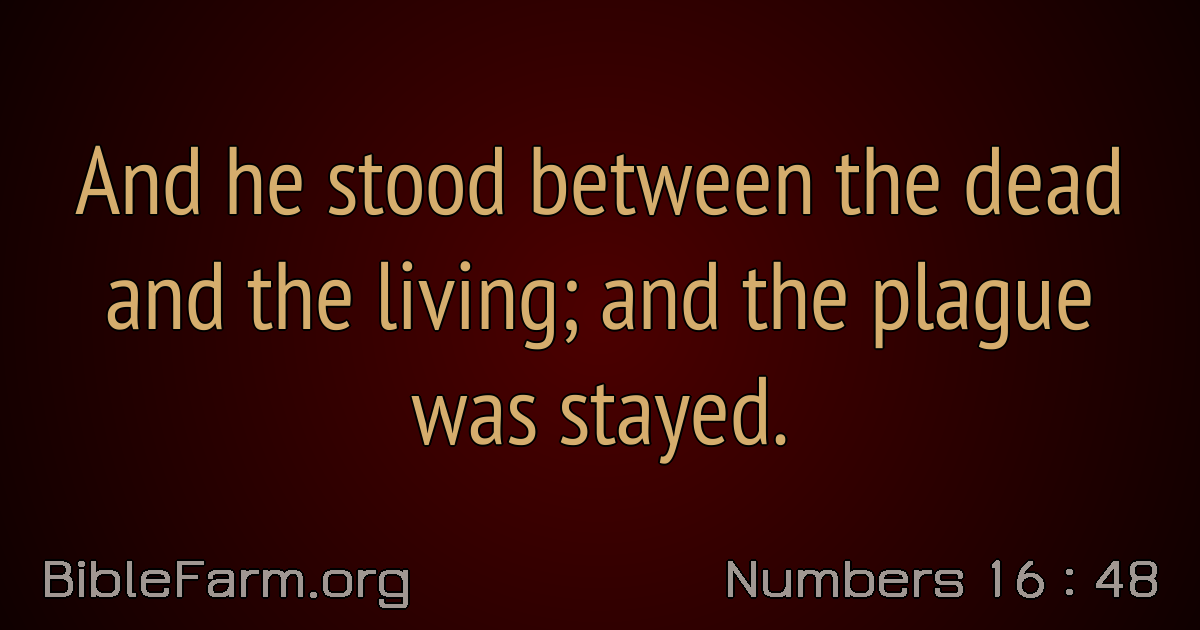 And he stood between the dead
and the living; and the plague
was stayed.
BibleFarm.org
Numbers 16 : 48